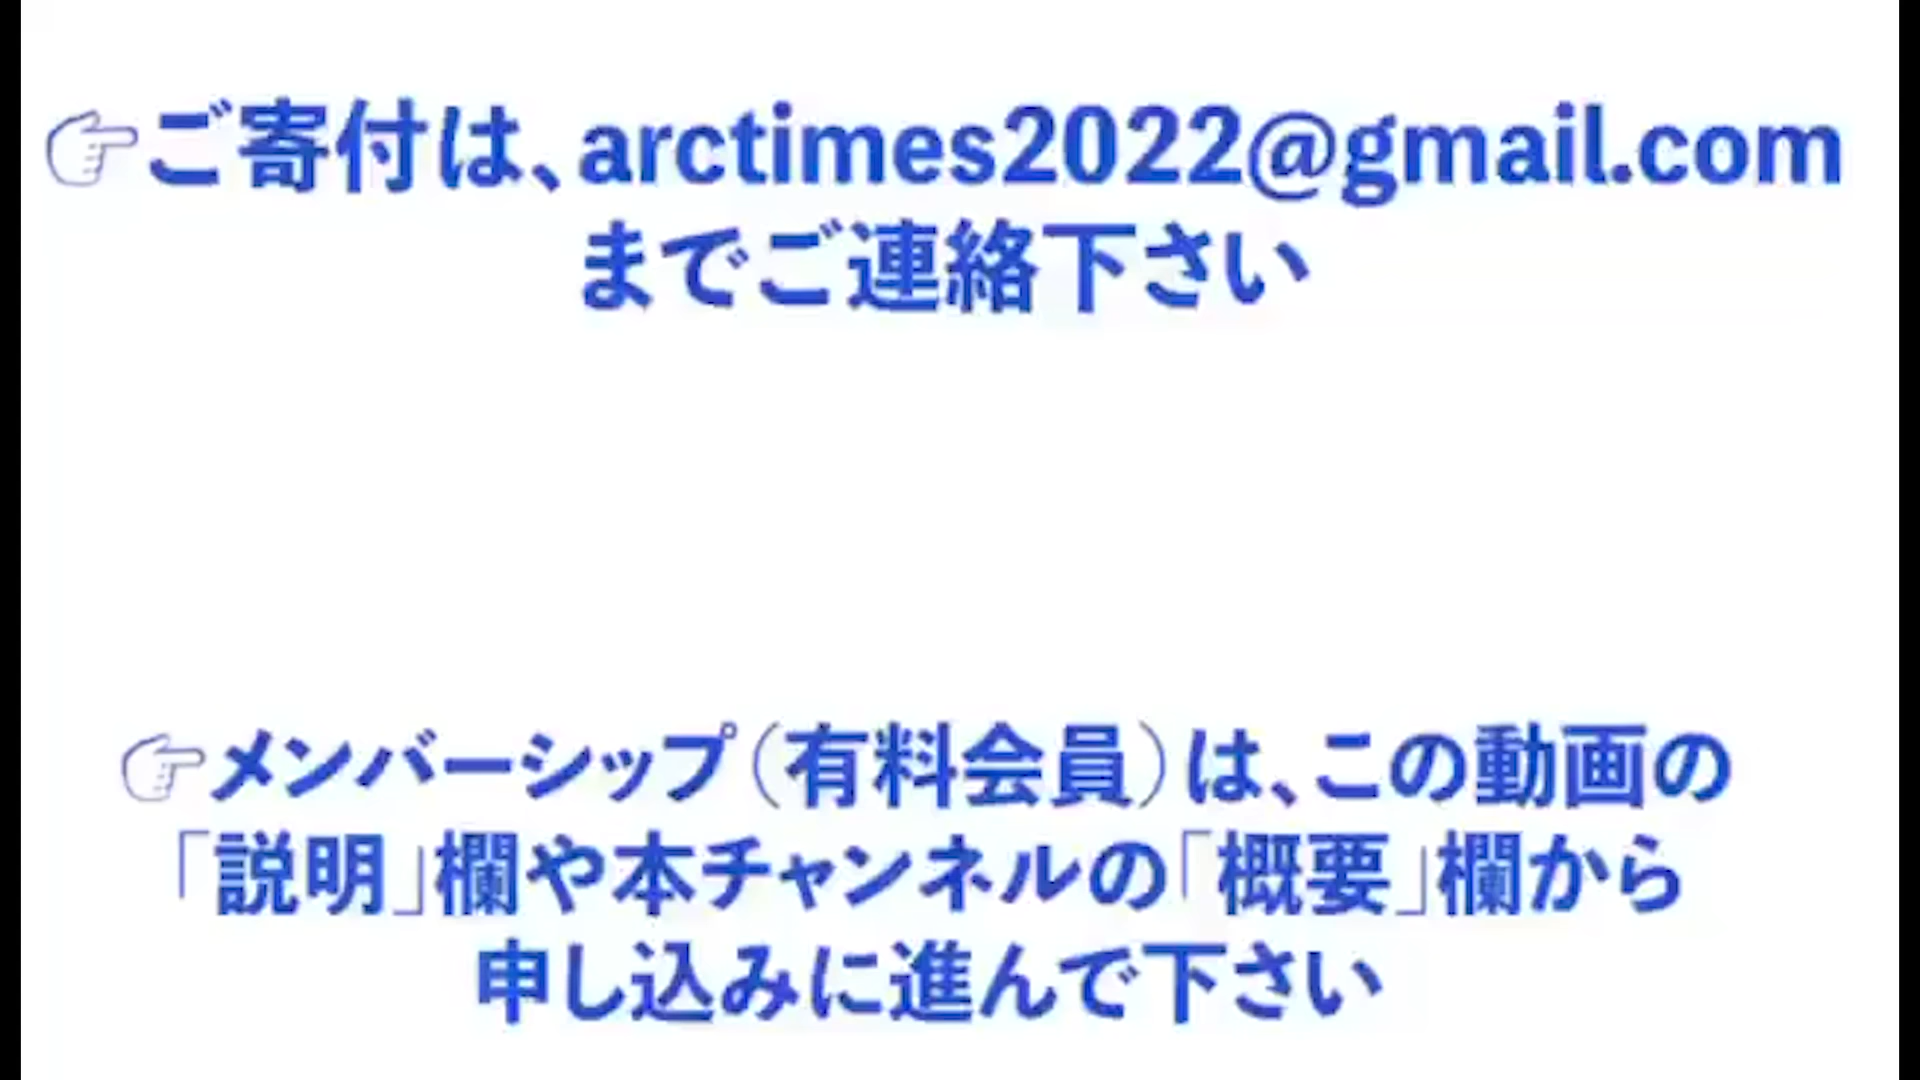 👉ご寄付は、arctimes2022@gmail.com
までご連絡下さい
👉メンバーシップ（有料会員）は、この動画の
「説明」欄や本チャンネルの「概要」欄から
申し込みに進んで下さい